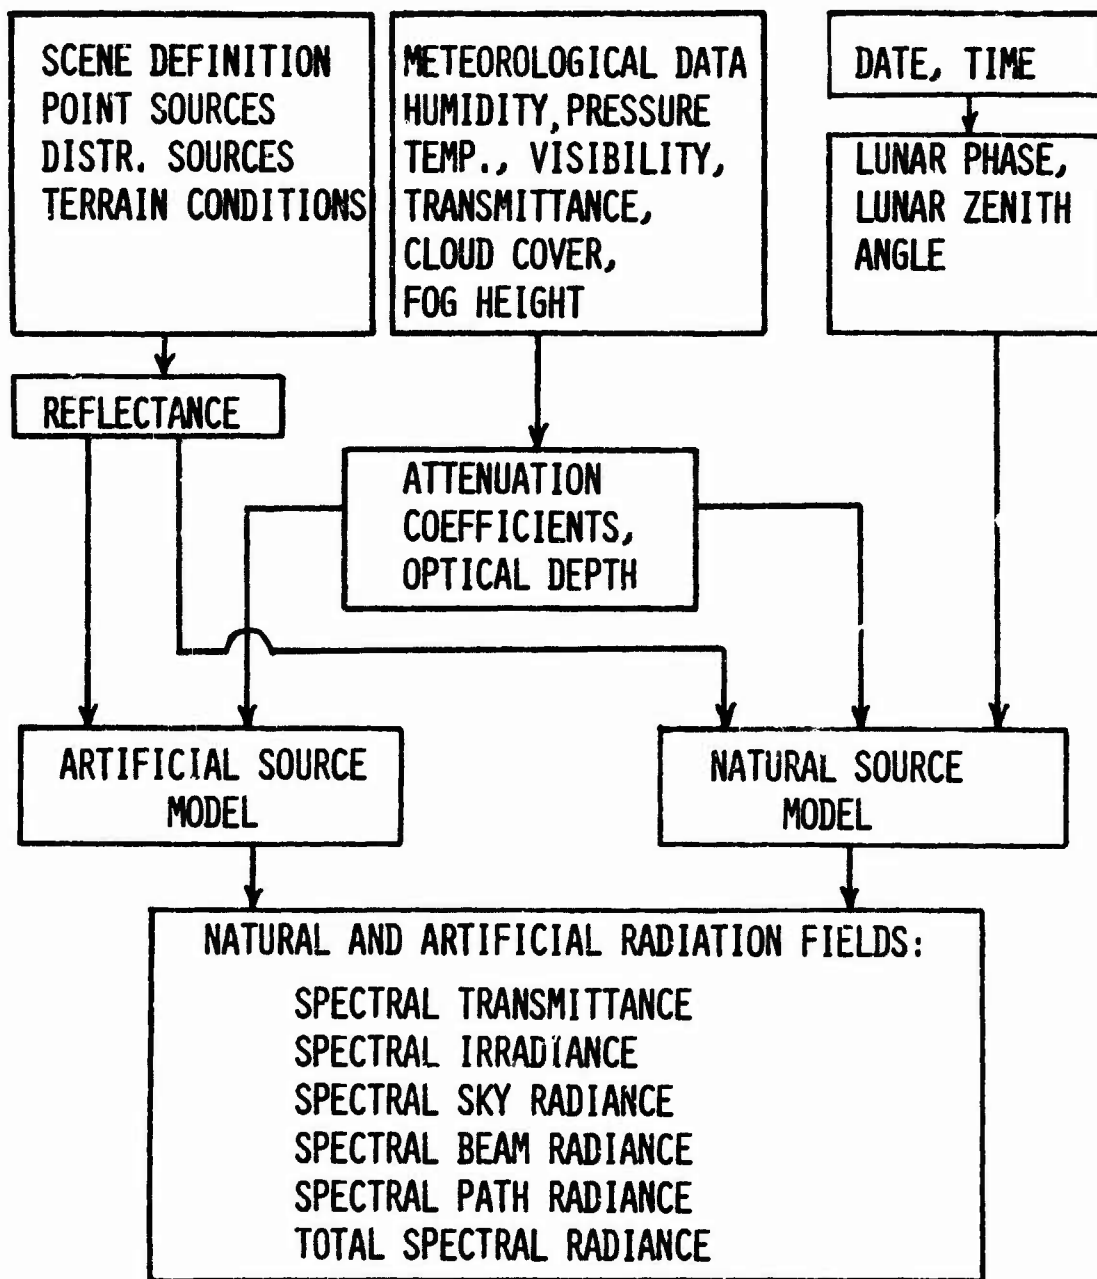 SCENE DEFINITION
POINT SOURCES
DISTR. SOURCES
TERRAIN CONDITIONS
METEOROLOGICAL DATA
HUMIDITY, PRESSURE
TEMP., VISIBILITY,
TRANSMITTANCE,
CLOUD COVER,
FOG HEIGHT
DATE, TIME
LUNAR PHASE,
LUNAR ZENITH
ANGLE
REFLECTANCE
ATTENUATION
COEFFICIENTS,
OPTICAL DEPTH
ARTIFICIAL SOURCE
MODEL
NATURAL SOURCE
MODEL
NATURAL AND ARTIFICIAL RADIATION FIELDS:
SPECTRAL TRANSMITTANCE
SPECTRAL IRRADIANCE
SPECTRAL SKY RADIANCE
SPECTRAL BEAM RADIANCE
SPECTRAL PATH RADIANCE
TOTAL SPECTRAL RADIANCE